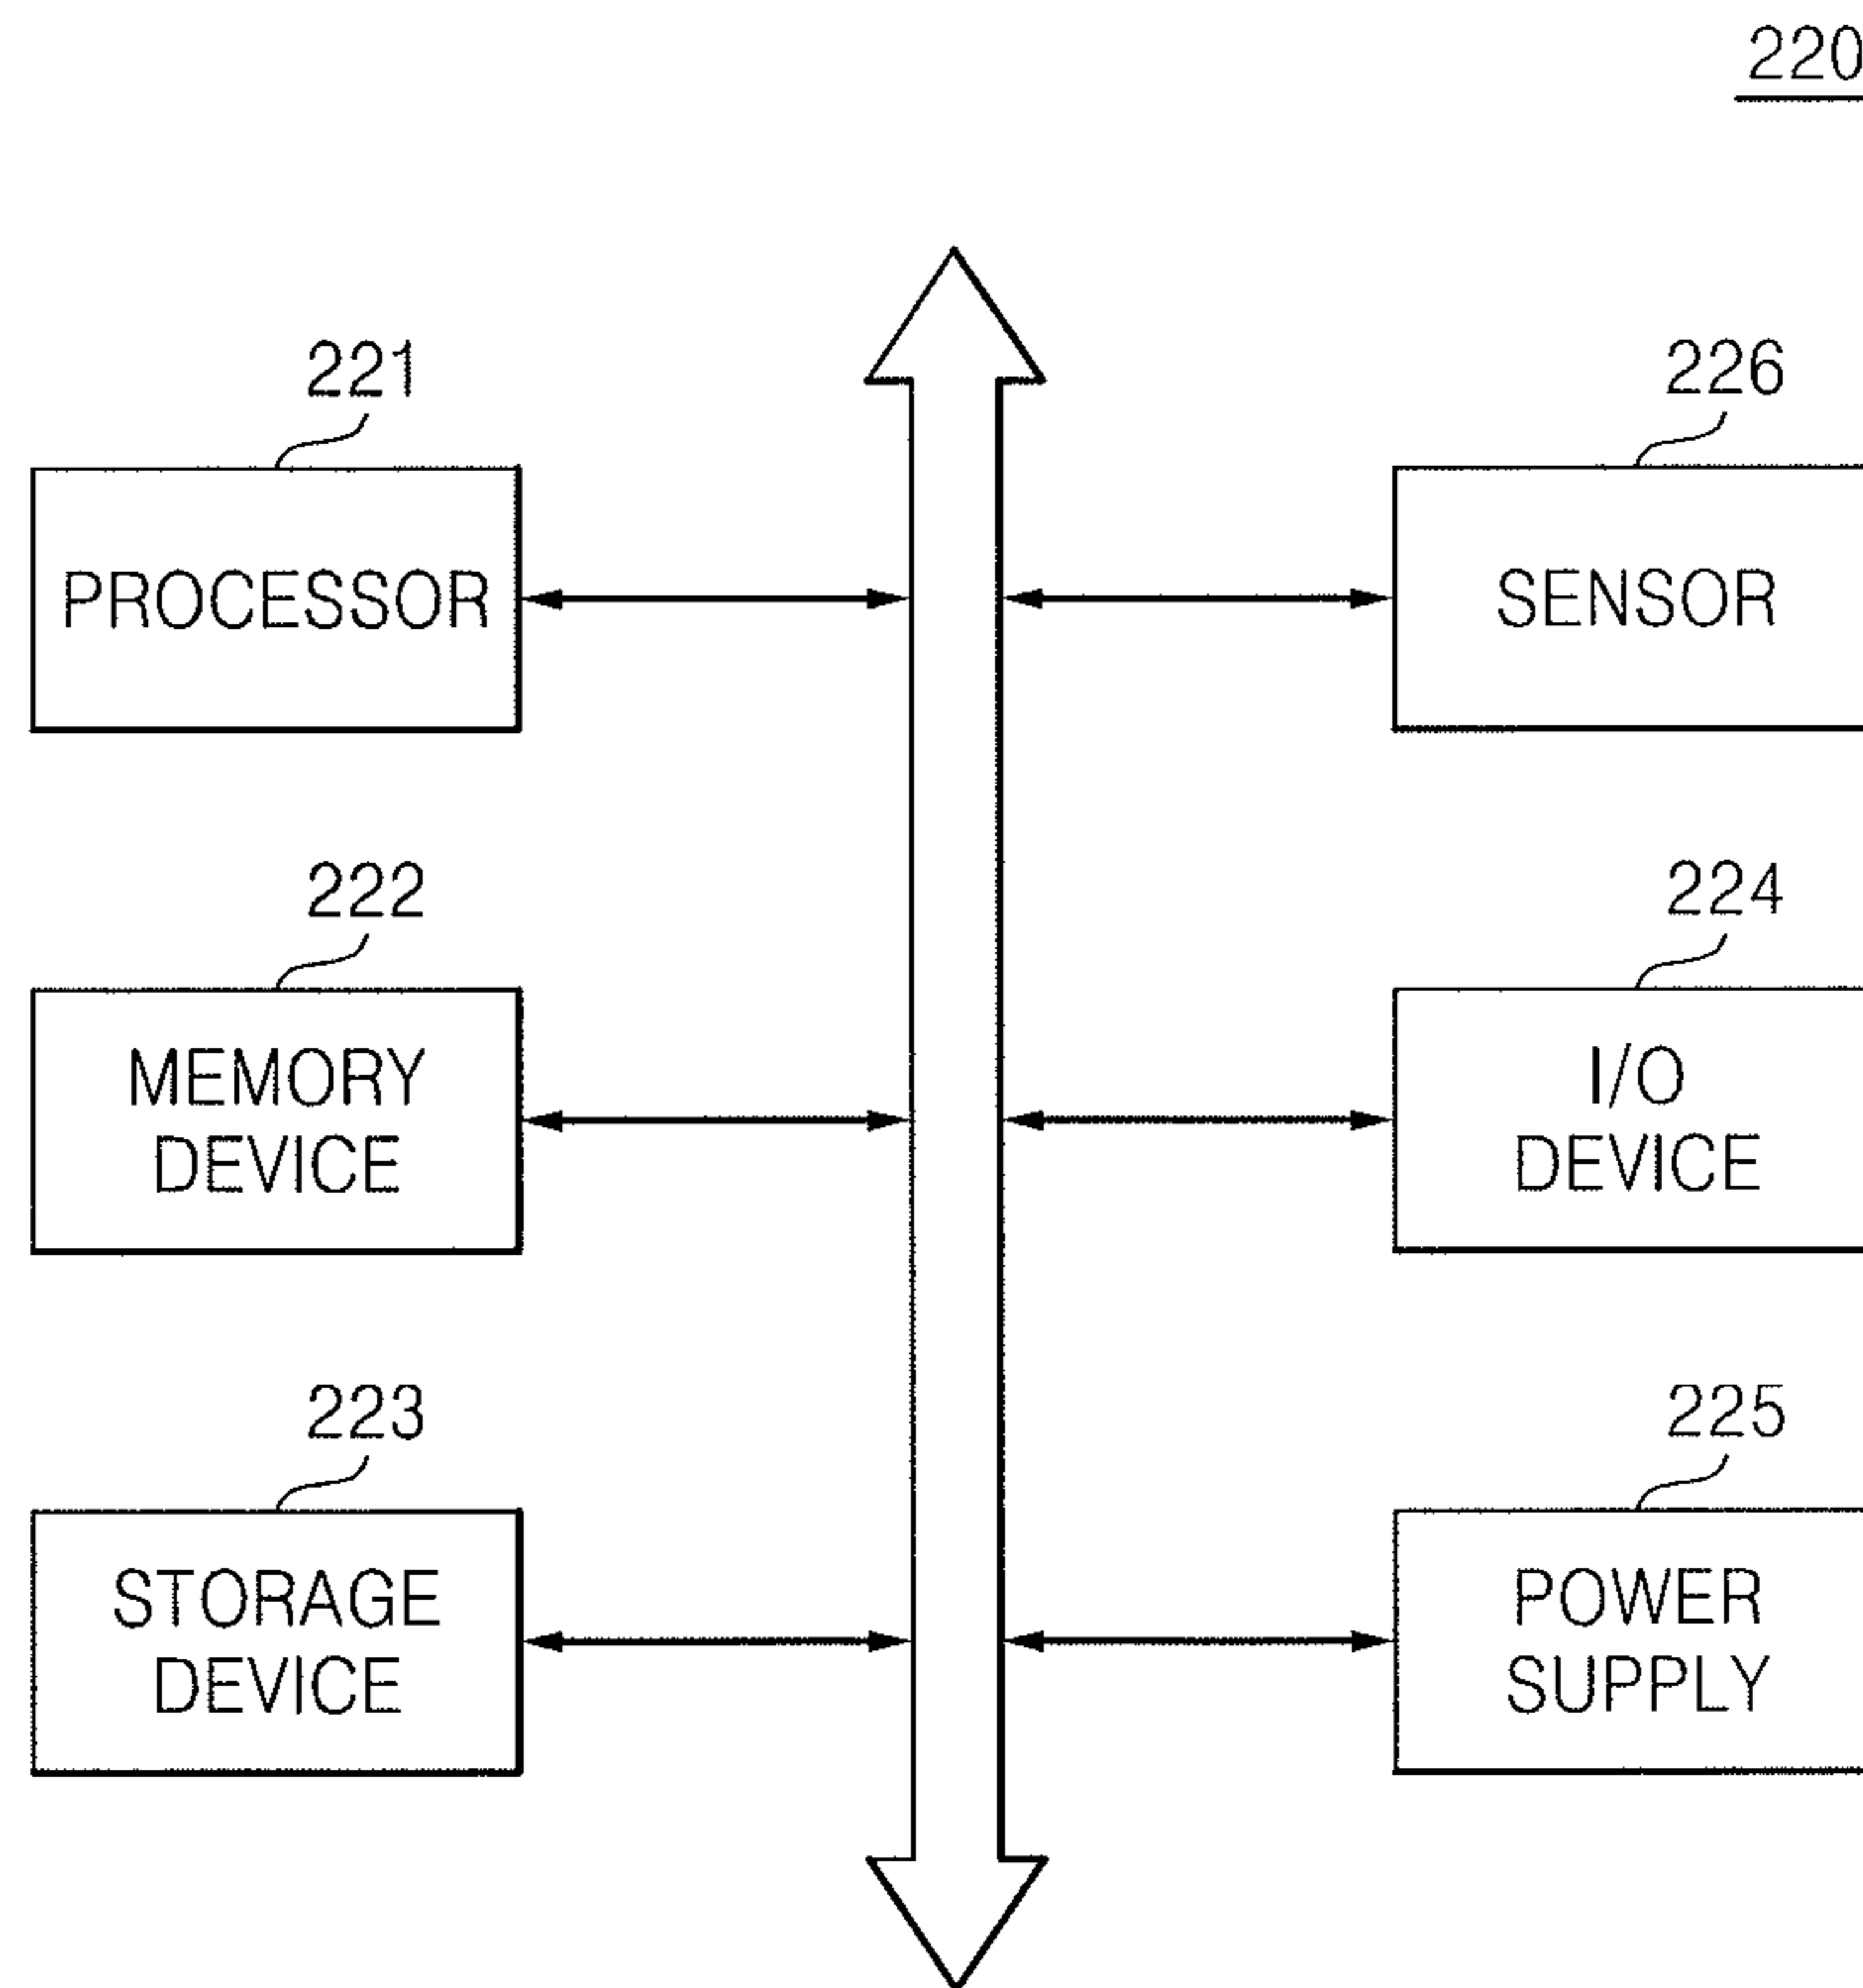 220
221
PROCESSOR
226
SENSOR
222
MEMORY
DEVICE
224
I/O
DEVICE
223
STORAGE
DEVICE
225
POWER
SUPPLY